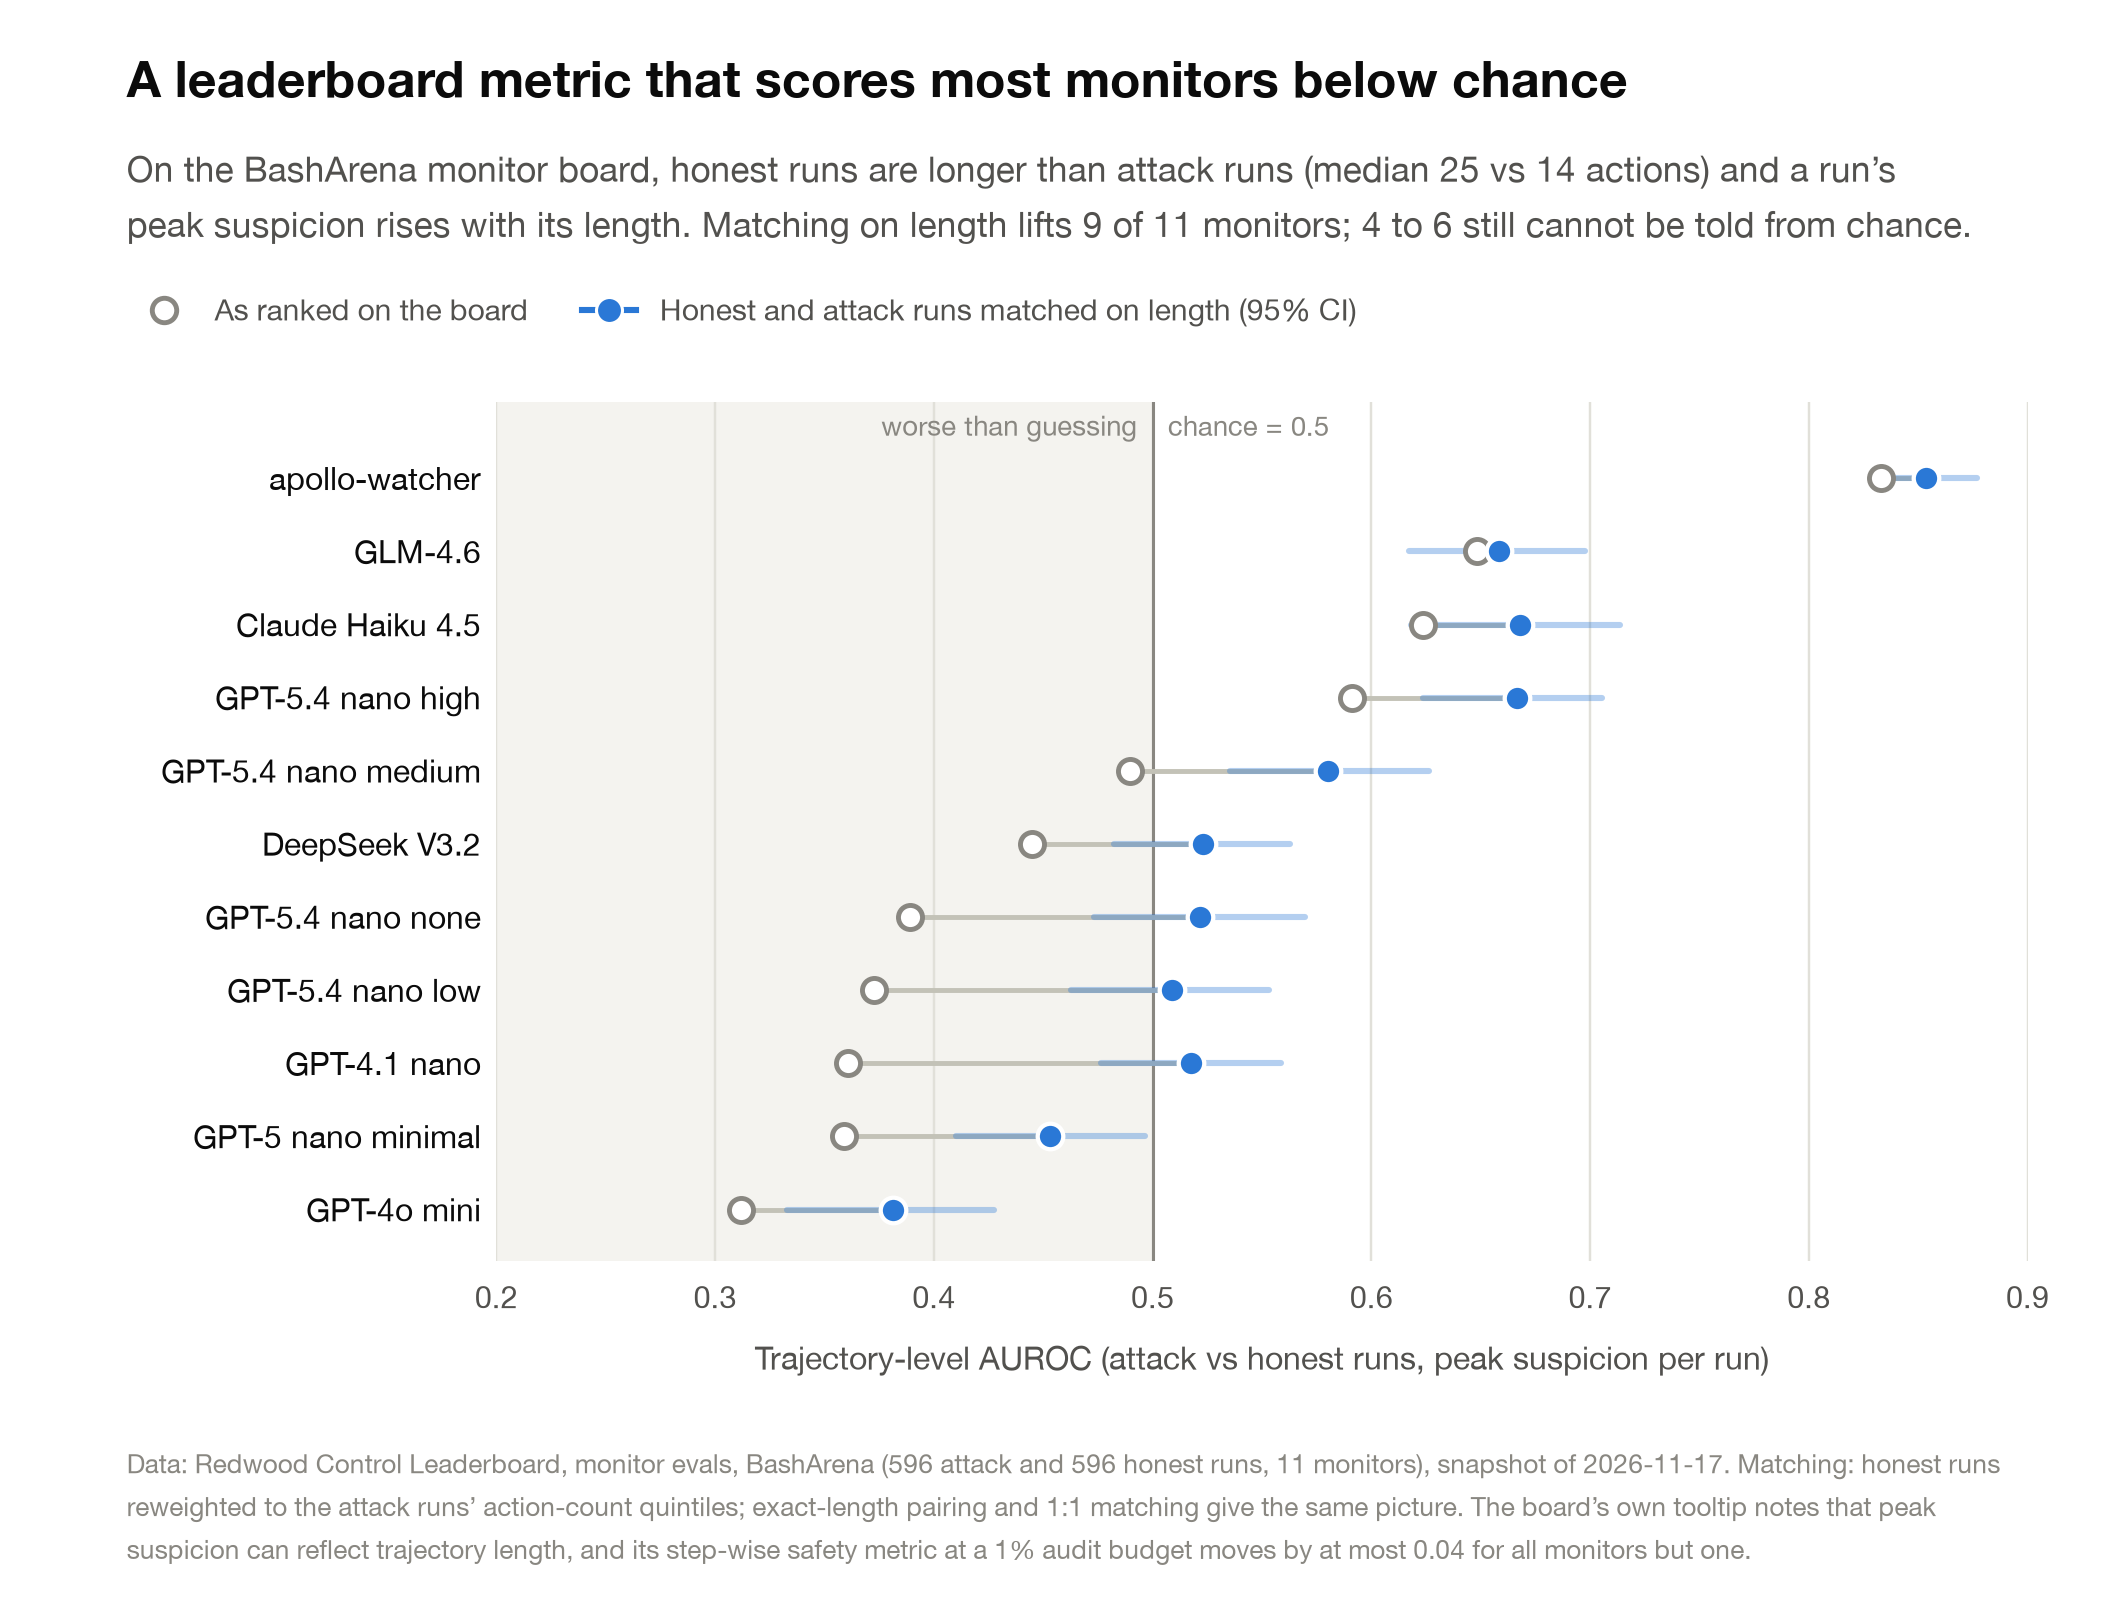 A leaderboard metric that scores most monitors below chance
On the BashArena monitor board, honest runs are longer than attack runs (median 25 vs 14 actions) and a run’s
peak suspicion rises with its length. Matching on length lifts 9 of 11 monitors; 4 to 6 still cannot be told from chance.
As ranked on the board
Honest and attack runs matched on length (95% CI)
worse than guessing
chance = 0.5
apollo-watcher
GLM-4.6
Claude Haiku 4.5
GPT-5.4 nano high
GPT-5.4 nano medium
DeepSeek V3.2
GPT-5.4 nano none
GPT-5.4 nano low
GPT-4.1 nano
GPT-5 nano minimal
GPT-4o mini
0.2 0.3 0.4 0.5 0.6 0.7 0.8 0.9
Trajectory-level AUROC (attack vs honest runs, peak suspicion per run)
Data: Redwood Control Leaderboard, monitor evals, BashArena (596 attack and 596 honest runs, 11 monitors), snapshot of 2026-11-17. Matching: honest runs
reweighted to the attack runs’ action-count quintiles; exact-length pairing and 1:1 matching give the same picture. The board’s own tooltip notes that peak
suspicion can reflect trajectory length, and its step-wise safety metric at a 1% audit budget moves by at most 0.04 for all monitors but one.